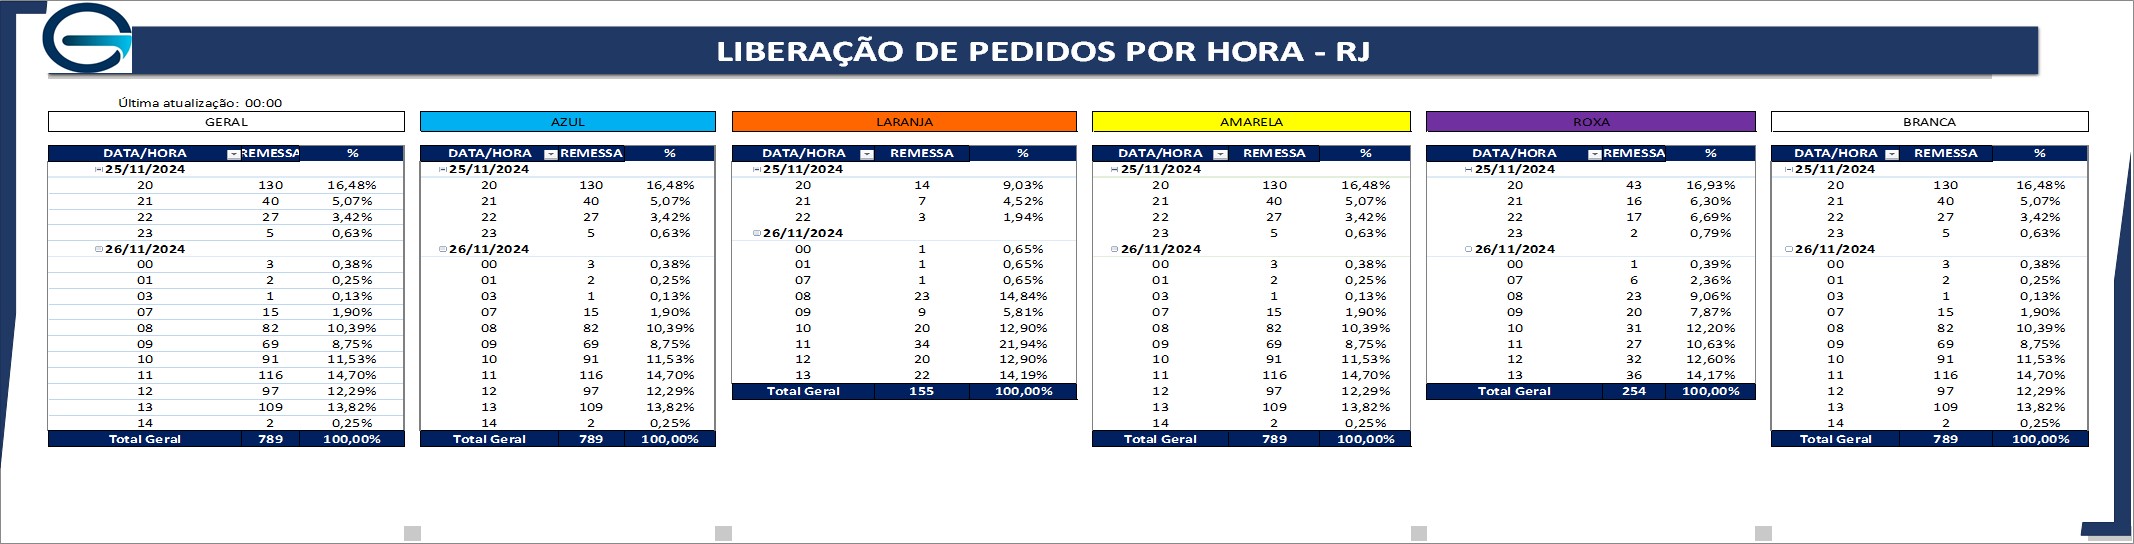 LIBERAÇÃO DE PEDIDOS POR HORA - RJ
Última atualização: 00:00
GERAL AZUL LARANJA AMARELA ROXA BRANCA
DATA/HORA REMESSA % DATA/HORA REMESSA % DATA/HORA REMESSA % DATA/HORA REMESSA % DATA/HORA REMESSA % DATA/HORA REMESSA %
25/11/2024 25/11/2024 25/11/2024 25/11/2024 25/11/2024 25/11/2024
20 130 16,48% 20 130 16,48% 20 14 9,03% 20 130 16,48% 20 43 16,93% 20 130 16,48%
21 40 5,07% 21 40 5,07% 21 7 4,52% 21 40 5,07% 21 16 6,30% 21 40 5,07%
22 27 3,42% 22 27 3,42% 22 3 1,94% 22 27 3,42% 22 17 6,69% 22 27 3,42%
23 5 0,63% 23 5 0,63% 26/11/2024 23 5 0,63% 23 2 0,79% 23 5 0,63%
26/11/2024 26/11/2024 00 1 0,65% 26/11/2024 26/11/2024 26/11/2024
00 3 0,38% 00 3 0,38% 01 1 0,65% 00 3 0,38% 00 1 0,39% 00 3 0,38%
01 2 0,25% 01 2 0,25% 07 1 0,65% 01 2 0,25% 07 6 2,36% 01 2 0,25%
03 1 0,13% 03 1 0,13% 08 23 14,84% 03 1 0,13% 08 23 9,06% 03 1 0,13%
07 15 1,90% 07 15 1,90% 09 9 5,81% 07 15 1,90% 09 20 7,87% 07 15 1,90%
08 82 10,39% 08 82 10,39% 10 20 12,90% 08 82 10,39% 10 31 12,20% 08 82 10,39%
09 69 8,75% 09 69 8,75% 11 34 21,94% 09 69 8,75% 11 27 10,63% 09 69 8,75%
10 91 11,53% 10 91 11,53% 12 20 12,90% 10 91 11,53% 12 32 12,60% 10 91 11,53%
11 116 14,70% 11 116 14,70% 13 22 14,19% 11 116 14,70% 13 36 14,17% 11 116 14,70%
12 97 12,29% 12 97 12,29% Total Geral 155 100,00% 12 97 12,29% Total Geral 254 100,00% 12 97 12,29%
13 109 13,82% 13 109 13,82% 13 109 13,82% 13 109 13,82%
14 2 0,25% 14 2 0,25% 14 2 0,25% 14 2 0,25%
Total Geral 789 100,00% Total Geral 789 100,00% Total Geral 789 100,00% Total Geral 789 100,00%